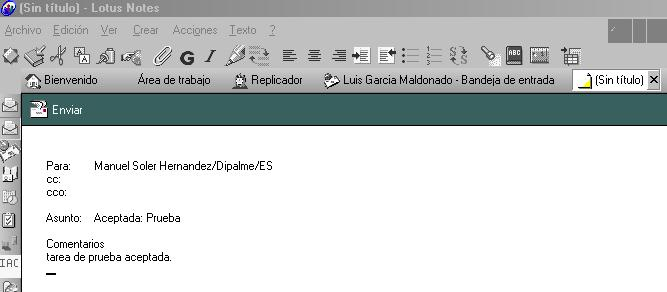 (Sin título) - Lotus Notes
Archivo Edición Ver Crear Acciones Texto ?
G I ABC
Bienvenido Área de trabajo Replicador Luis Garcia Maldonado - Bandeja de entrada (Sin título)
Enviar
Para: Manuel Soler Hernandez/Dipalme/ES
cc:
cco:
Asunto: Aceptada: Prueba
Comentarios
tarea de prueba aceptada.
IAC